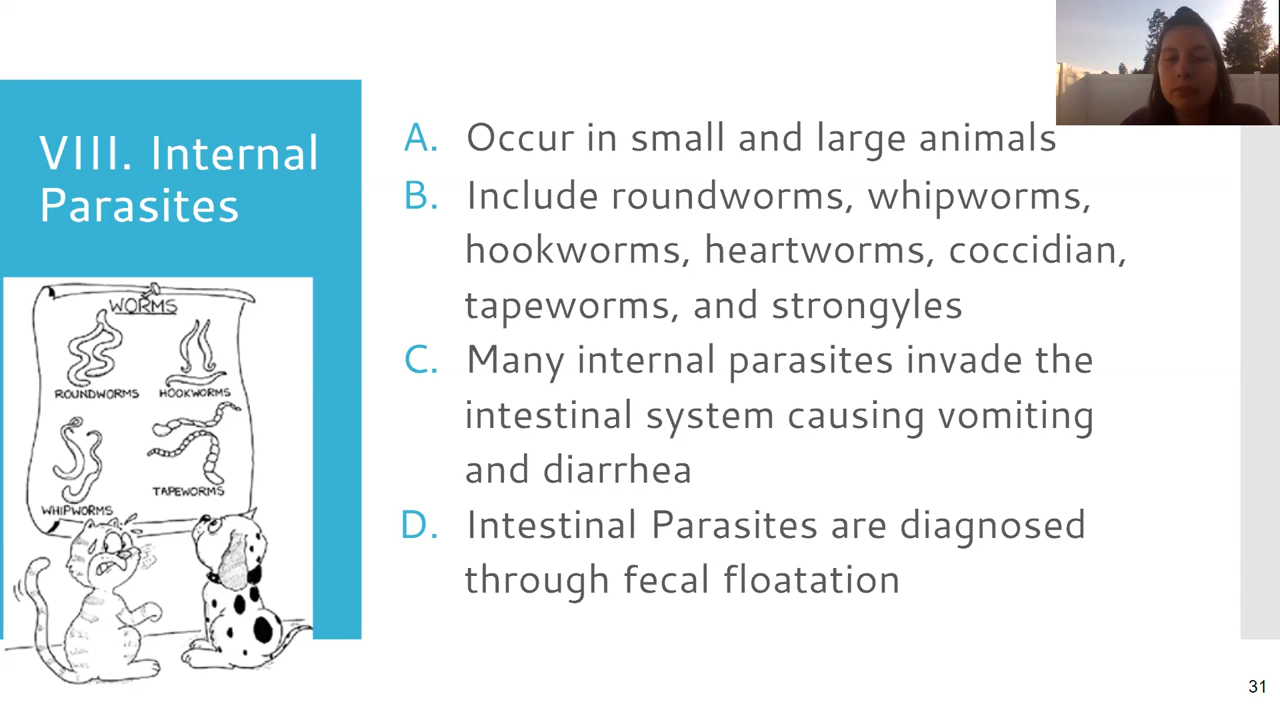 VIII. Internal
Parasites
WORMS
ROUNDWORMS
HOOKWORMS
WHIPWORMS
TAPEWORMS
A. Occur in small and large animals
B. Include roundworms, whipworms,
hookworms, heartworms, coccidian,
tapeworms, and strongyles
C. Many internal parasites invade the
intestinal system causing vomiting
and diarrhea
D. Intestinal Parasites are diagnosed
through fecal floatation
31